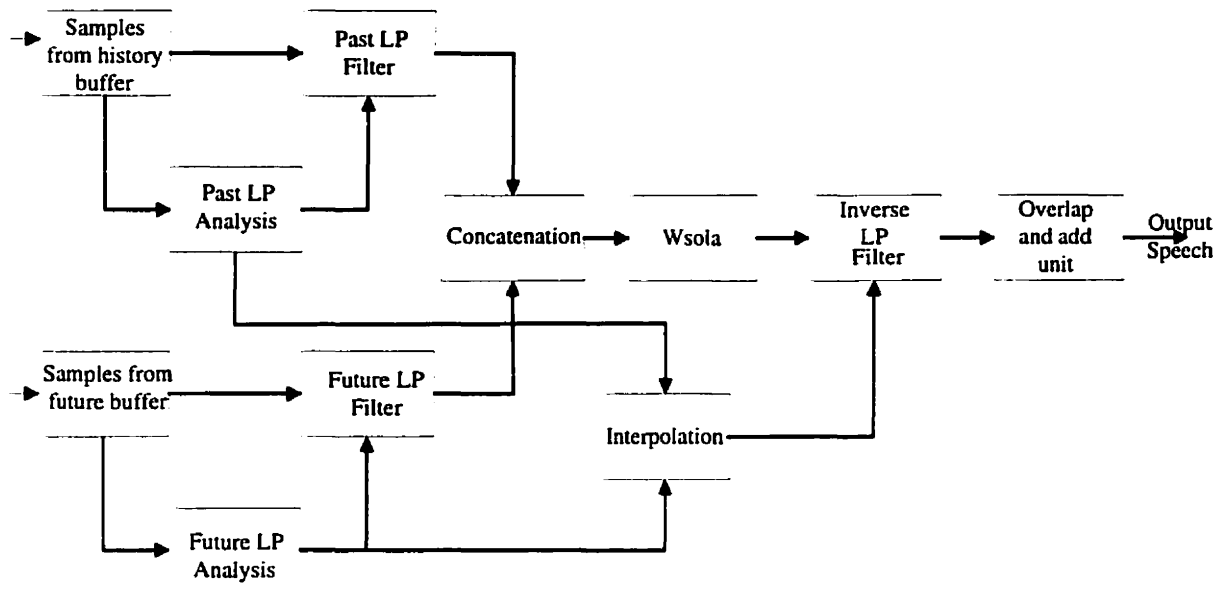 Samples
from history
buffer
Past LP
Filter
Past LP
Analysis
Concatenation
Wsola
Inverse
LP
Filter
Overlap
and add
unit
Output
Speech
Samples from
future buffer
Future LP
Filter
Interpolation
Future LP
Analysis